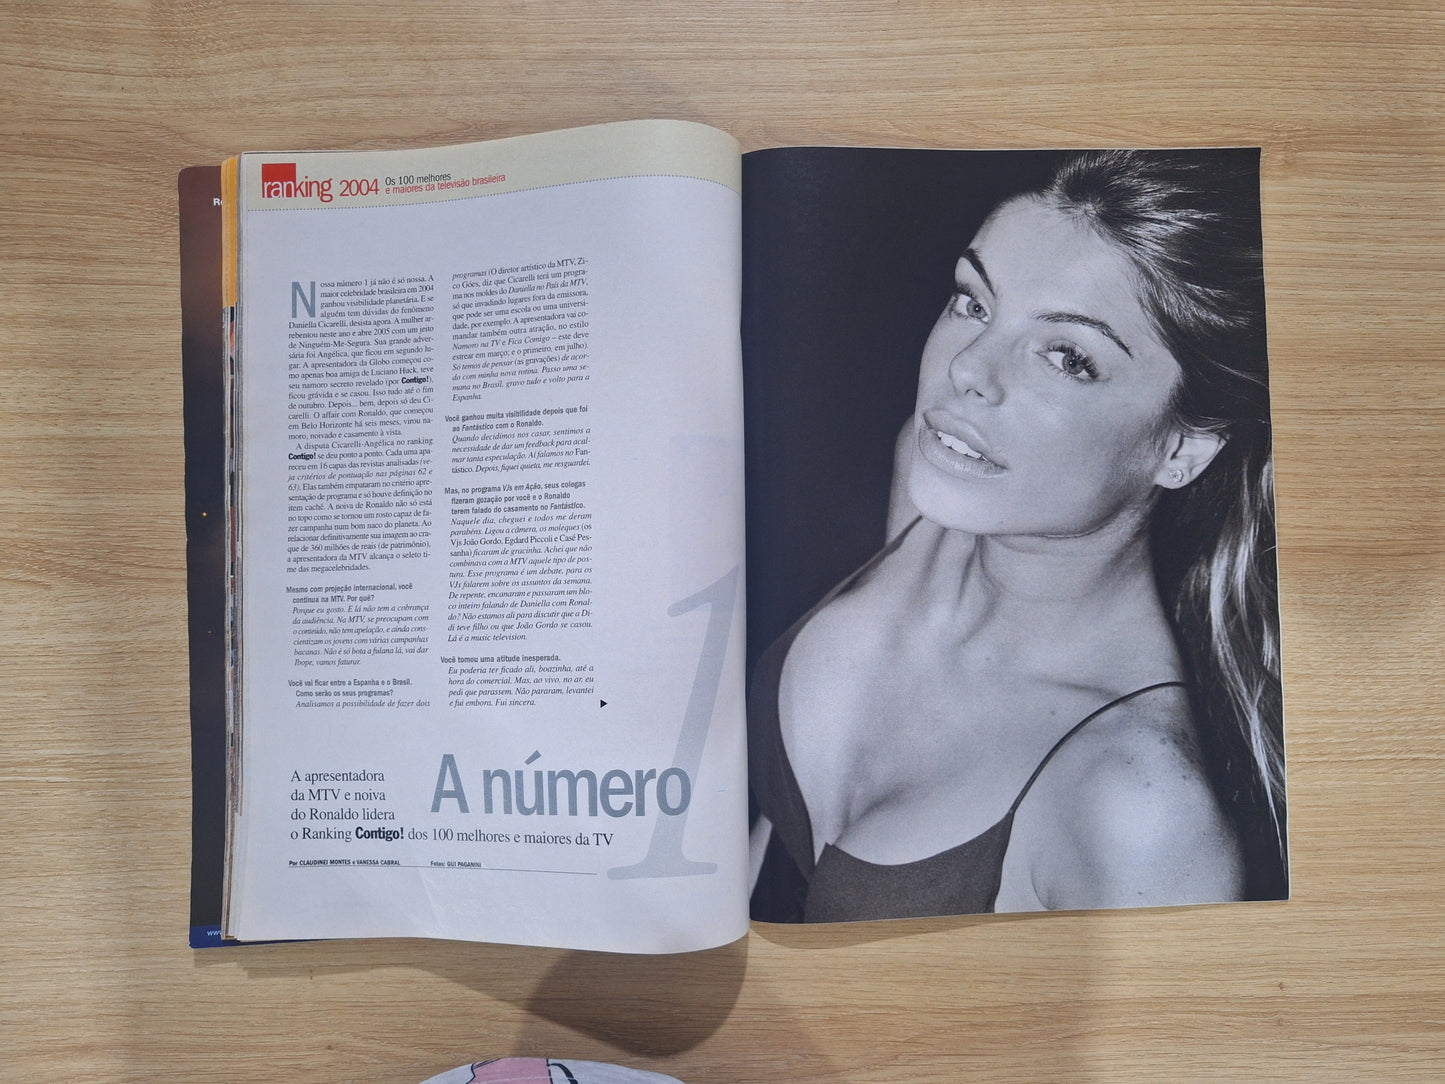 Re
ranking 2004 Os 100 melhores
e maiores da televisão brasileira
Nossa número 1 já não é só nossa. A
maior celebridade brasileira em 2004
ganhou visibilidade planetária. E se
alguém tem dúvidas do fenômeno
Daniella Cicarelli, desista agora. A mulher ar-
rebentou neste ano e abre 2005 com um jeito
de Ninguém-Me-Segura. Sua grande adver-
sária foi Angélica, que ficou em segundo lu-
gar. A apresentadora da Globo começou co-
mo apenas boa amiga de Luciano Huck, teve
seu namoro secreto revelado (por Contigo!),
ficou grávida e se casou. Isso tudo até o fim
de outubro. Depois... bem, depois só deu Ci-
carelli. O affair com Ronaldo, que começou
em Belo Horizonte há seis meses, virou na-
moro, noivado e casamento à vista.
A disputa Cicarelli-Angélica no ranking
Contigo! se deu ponto a ponto. Cada uma apa-
receu em 16 capas das revistas analisadas (ve-
ja critérios de pontuação nas páginas 62 e
63). Elas também empataram no critério apre-
sentação de programa e só houve definição no
item cachê. A noiva de Ronaldo não só está
no topo como se tornou um rosto capaz de fa-
zer campanha num bom naco do planeta. Ao
relacionar definitivamente sua imagem ao cra-
que de 360 milhões de reais (de patrimônio),
a apresentadora da MTV alcança o seleto ti-
me das megacelebridades.
Mesmo com projeção internacional, você
continua na MTV. Por quê?
Porque eu gosto. E lá não tem a cobrança
da audiência. Na MTV, se preocupam com
o conteúdo, não tem apelação, e ainda cons-
cientizam os jovens com várias campanhas
bacanas. Não é só bota a fulana lá, vai dar
Ibope, vamos faturar.
Você vai ficar entre a Espanha e o Brasil.
Como serão os seus programas?
Analisamos a possibilidade de fazer dois
programas (O diretor artístico da MTV, Zi-
co Góes, diz que Cicarelli terá um progra-
ma nos moldes do Daniella no País da MTV,
só que invadindo lugares fora da emissora,
que pode ser uma escola ou uma universi-
dade, por exemplo. A apresentadora vai co-
mandar também outra atração, no estilo
Namoro na TV e Fica Comigo – este deve
estrear em março; e o primeiro, em julho).
Só temos de pensar (as gravações) de acor-
do com minha nova rotina. Passo uma se-
mana no Brasil, gravo tudo e volto para a
Espanha.
Você ganhou muita visibilidade depois que foi
ao Fantástico com o Ronaldo.
Quando decidimos nos casar, sentimos a
necessidade de dar um feedback para acal-
mar tanta especulação. Aí falamos no Fan-
tástico. Depois, fiquei quieta, me resguardei.
Mas, no programa VJs em Ação, seus colegas
fizeram gozação por você e o Ronaldo
terem falado do casamento no Fantástico.
Naquele dia, cheguei e todos me deram
parabéns. Ligou a câmera, os moleques (os
Vjs João Gordo, Edgard Piccoli e Casé Pes-
sanha) ficaram de gracinha. Achei que não
combinava com a MTV aquele tipo de pos-
tura. Esse programa é um debate, para os
VJs falarem sobre os assuntos da semana.
De repente, encanaram e passaram um blo-
co inteiro falando de Daniella com Ronal-
do? Não estamos ali para discutir que a Di-
di teve filho ou que João Gordo se casou.
Lá é a music television.
Você tomou uma atitude inesperada.
Eu poderia ter ficado ali, boazinha, até a
hora do comercial. Mas, ao vivo, no ar, eu
pedi que parassem. Não pararam, levantei
e fui embora. Fui sincera.
A número 1
A apresentadora
da MTV e noiva
do Ronaldo lidera
o Ranking Contigo! dos 100 melhores e maiores da TV
Por CLAUDINEI MONTES e VANESSA CABRAL Fotos: GUI PAGANINI
www.